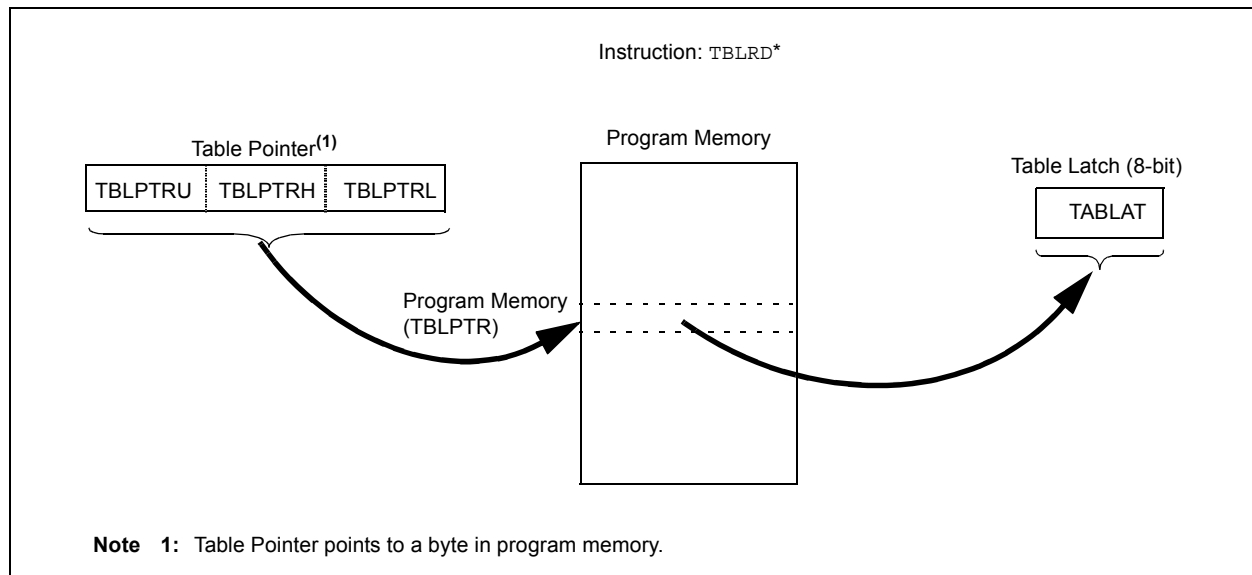 Instruction: TBLRD*
Table Pointer(1)
TBLPTRU TBLPTRH TBLPTRL
Program Memory
Table Latch (8-bit)
TABLAT
Program Memory
(TBLPTR)
Note 1: Table Pointer points to a byte in program memory.